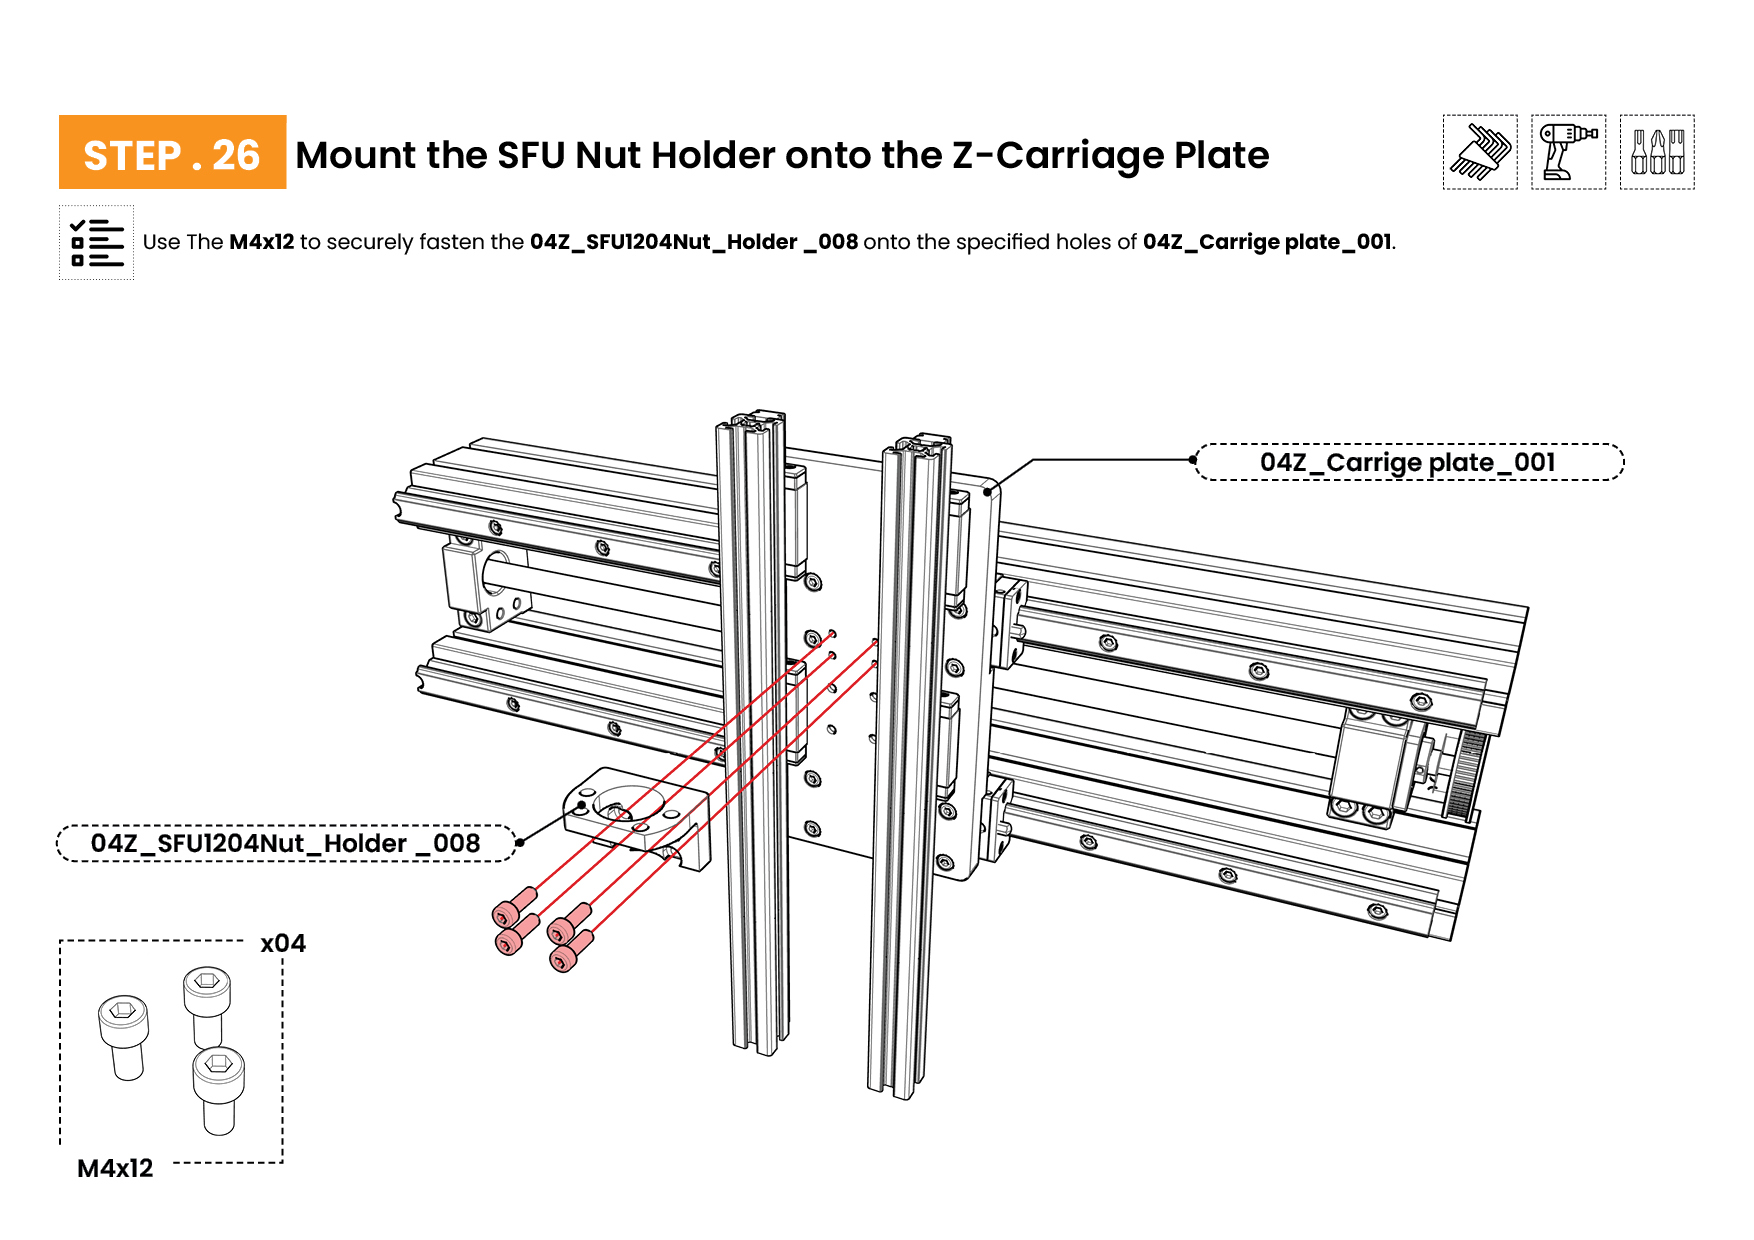 STEP . 26 Mount the SFU Nut Holder onto the Z-Carriage Plate
Use The M4x12 to securely fasten the 04Z_SFU1204Nut_Holder _008 onto the specified holes of 04Z_Carrige plate_001.
04Z_Carrige plate_001
04Z_SFU1204Nut_Holder _008
x04
M4x12